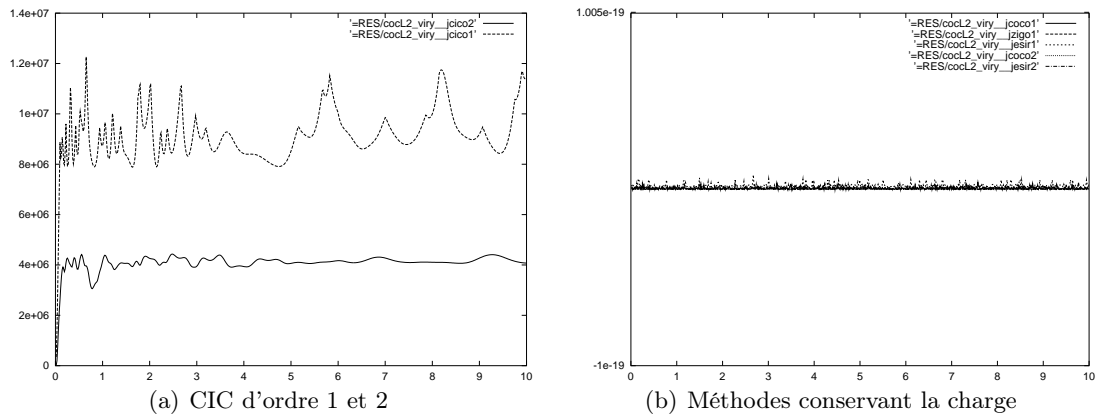 1.4e+07
1.2e+07
1e+07
8e+06
6e+06
4e+06
2e+06
0
'=RES/cocL2_viry__jcico2'
'=RES/cocL2_viry__jcico1'
0 1 2 3 4 5 6 7 8 9 10
(a) CIC d'ordre 1 et 2
1.005e-19
-1e-19
'=RES/cocL2_viry__jcoco1'
'=RES/cocL2_viry__jzigo1'
'=RES/cocL2_viry__jesir1'
'=RES/cocL2_viry__jcoco2'
'=RES/cocL2_viry__jesir2'
0 1 2 3 4 5 6 7 8 9 10
(b) Méthodes conservant la charge